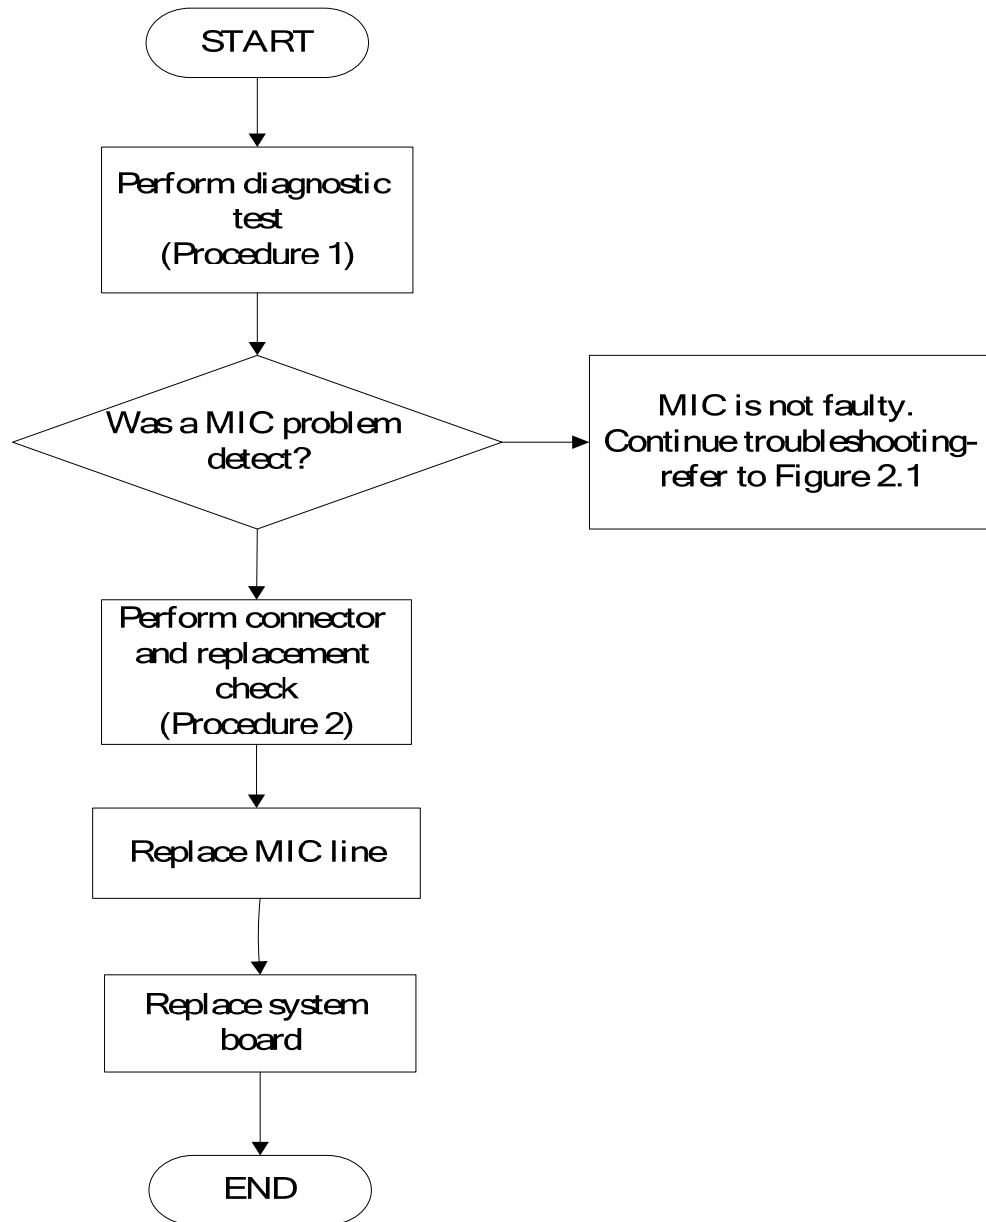 START
Perform diagnostic
test
(Procedure 1)
Was a MIC problem
detect?
MIC is not faulty.
Continue troubleshooting-
refer to Figure 2.1
Perform connector
and replacement
check
(Procedure 2)
Replace MIC line
Replace system
board
END